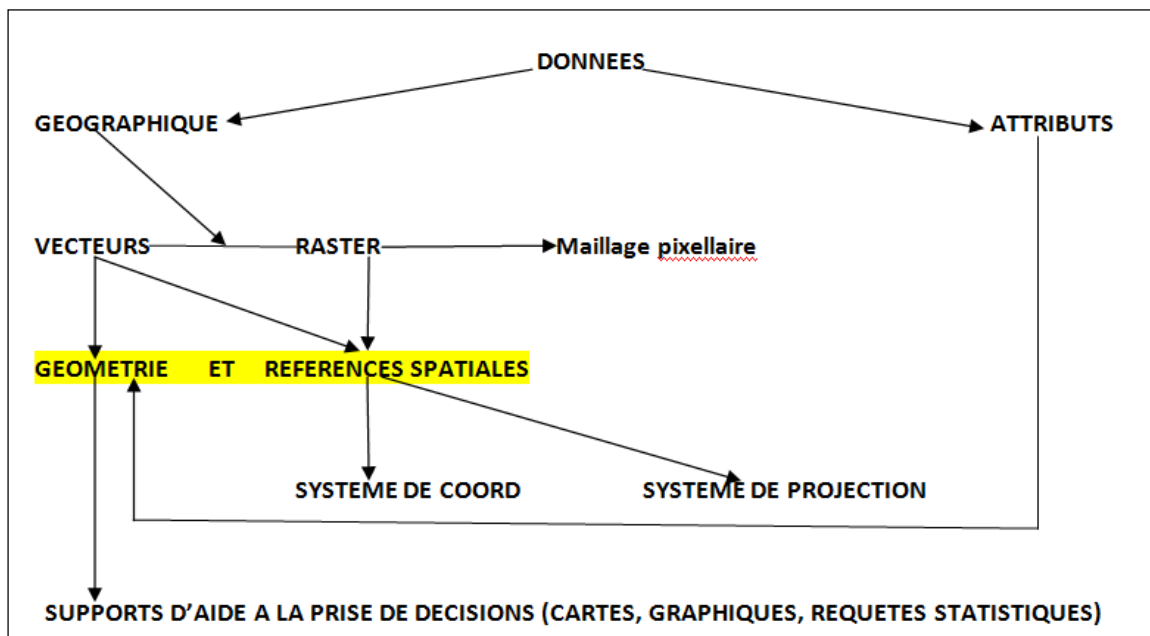 DONNEES
GEOGRAPHIQUE ATTRIBUTS
VECTEURS RASTER Maillage pixellaire
GEOMETRIE ET REFERENCES SPATIALES
SYSTEME DE COORD SYSTEME DE PROJECTION
SUPPORTS D'AIDE A LA PRISE DE DECISIONS (CARTES, GRAPHIQUES, REQUETES STATISTIQUES)